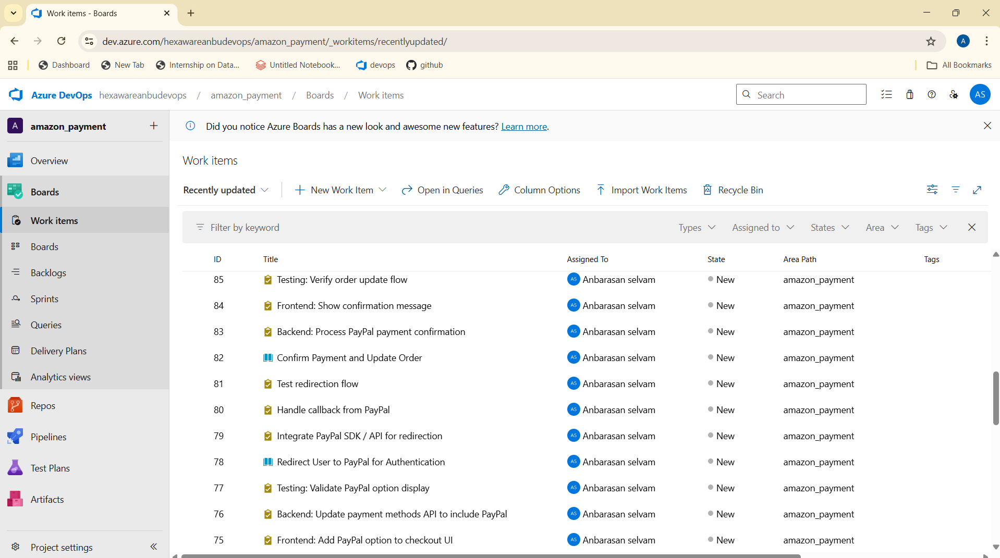 Work items - Boards
dev.azure.com/hexawareanbudevops/amazon_payment/_workitems/recentlyupdated/
A
Dashboard New Tab Internship on Data... Untitled Notebook... devops github All Bookmarks
Azure DevOps hexawareanbudevops / amazon_payment / Boards / Work items Search AS
A amazon_payment
Overview
Boards
Work items
Boards
Backlogs
Sprints
Queries
Delivery Plans
Analytics views
Repos
Pipelines
Test Plans
Artifacts
Project settings
Did you notice Azure Boards has a new look and awesome new features? Learn more.
Work items
Recently updated New Work Item Open in Queries Column Options Import Work Items Recycle Bin
Filter by keyword Types Assigned to States Area Tags
ID Title Assigned To State Area Path Tags
85 Testing: Verify order update flow AS Anbarasan selvam New amazon_payment
84 Frontend: Show confirmation message AS Anbarasan selvam New amazon_payment
83 Backend: Process PayPal payment confirmation AS Anbarasan selvam New amazon_payment
82 Confirm Payment and Update Order AS Anbarasan selvam New amazon_payment
81 Test redirection flow AS Anbarasan selvam New amazon_payment
80 Handle callback from PayPal AS Anbarasan selvam New amazon_payment
79 Integrate PayPal SDK / API for redirection AS Anbarasan selvam New amazon_payment
78 Redirect User to PayPal for Authentication AS Anbarasan selvam New amazon_payment
77 Testing: Validate PayPal option display AS Anbarasan selvam New amazon_payment
76 Backend: Update payment methods API to include PayPal AS Anbarasan selvam New amazon_payment
75 Frontend: Add PayPal option to checkout UI AS Anbarasan selvam New amazon_payment